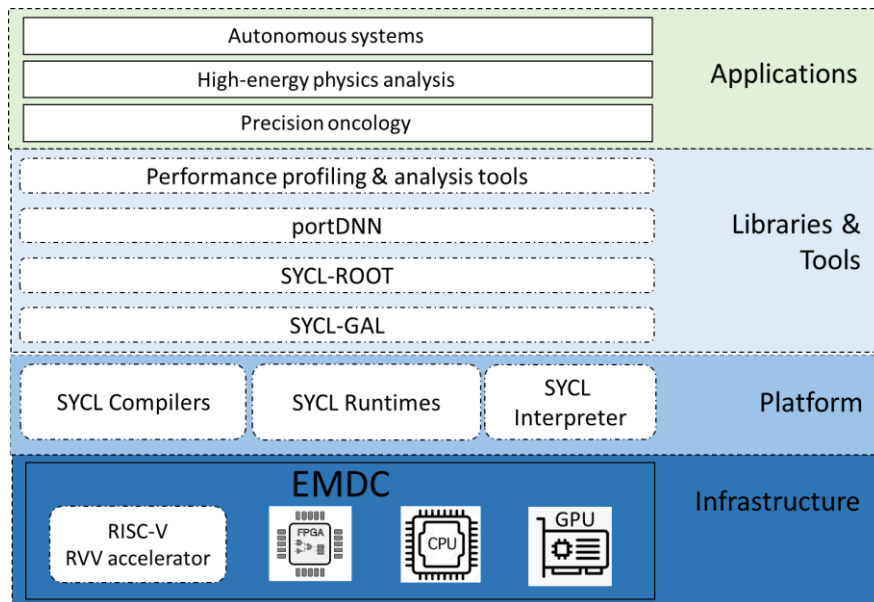 Autonomous systems
High-energy physics analysis
Precision oncology
Applications
Performance profiling & analysis tools
portDNN
SYCL-ROOT
SYCL-GAL
Libraries &
Tools
SYCL Compilers
SYCL Runtimes
SYCL
Interpreter
Platform
EMDC
RISC-V
RVV accelerator
FPGA
CPU
GPU
Infrastructure